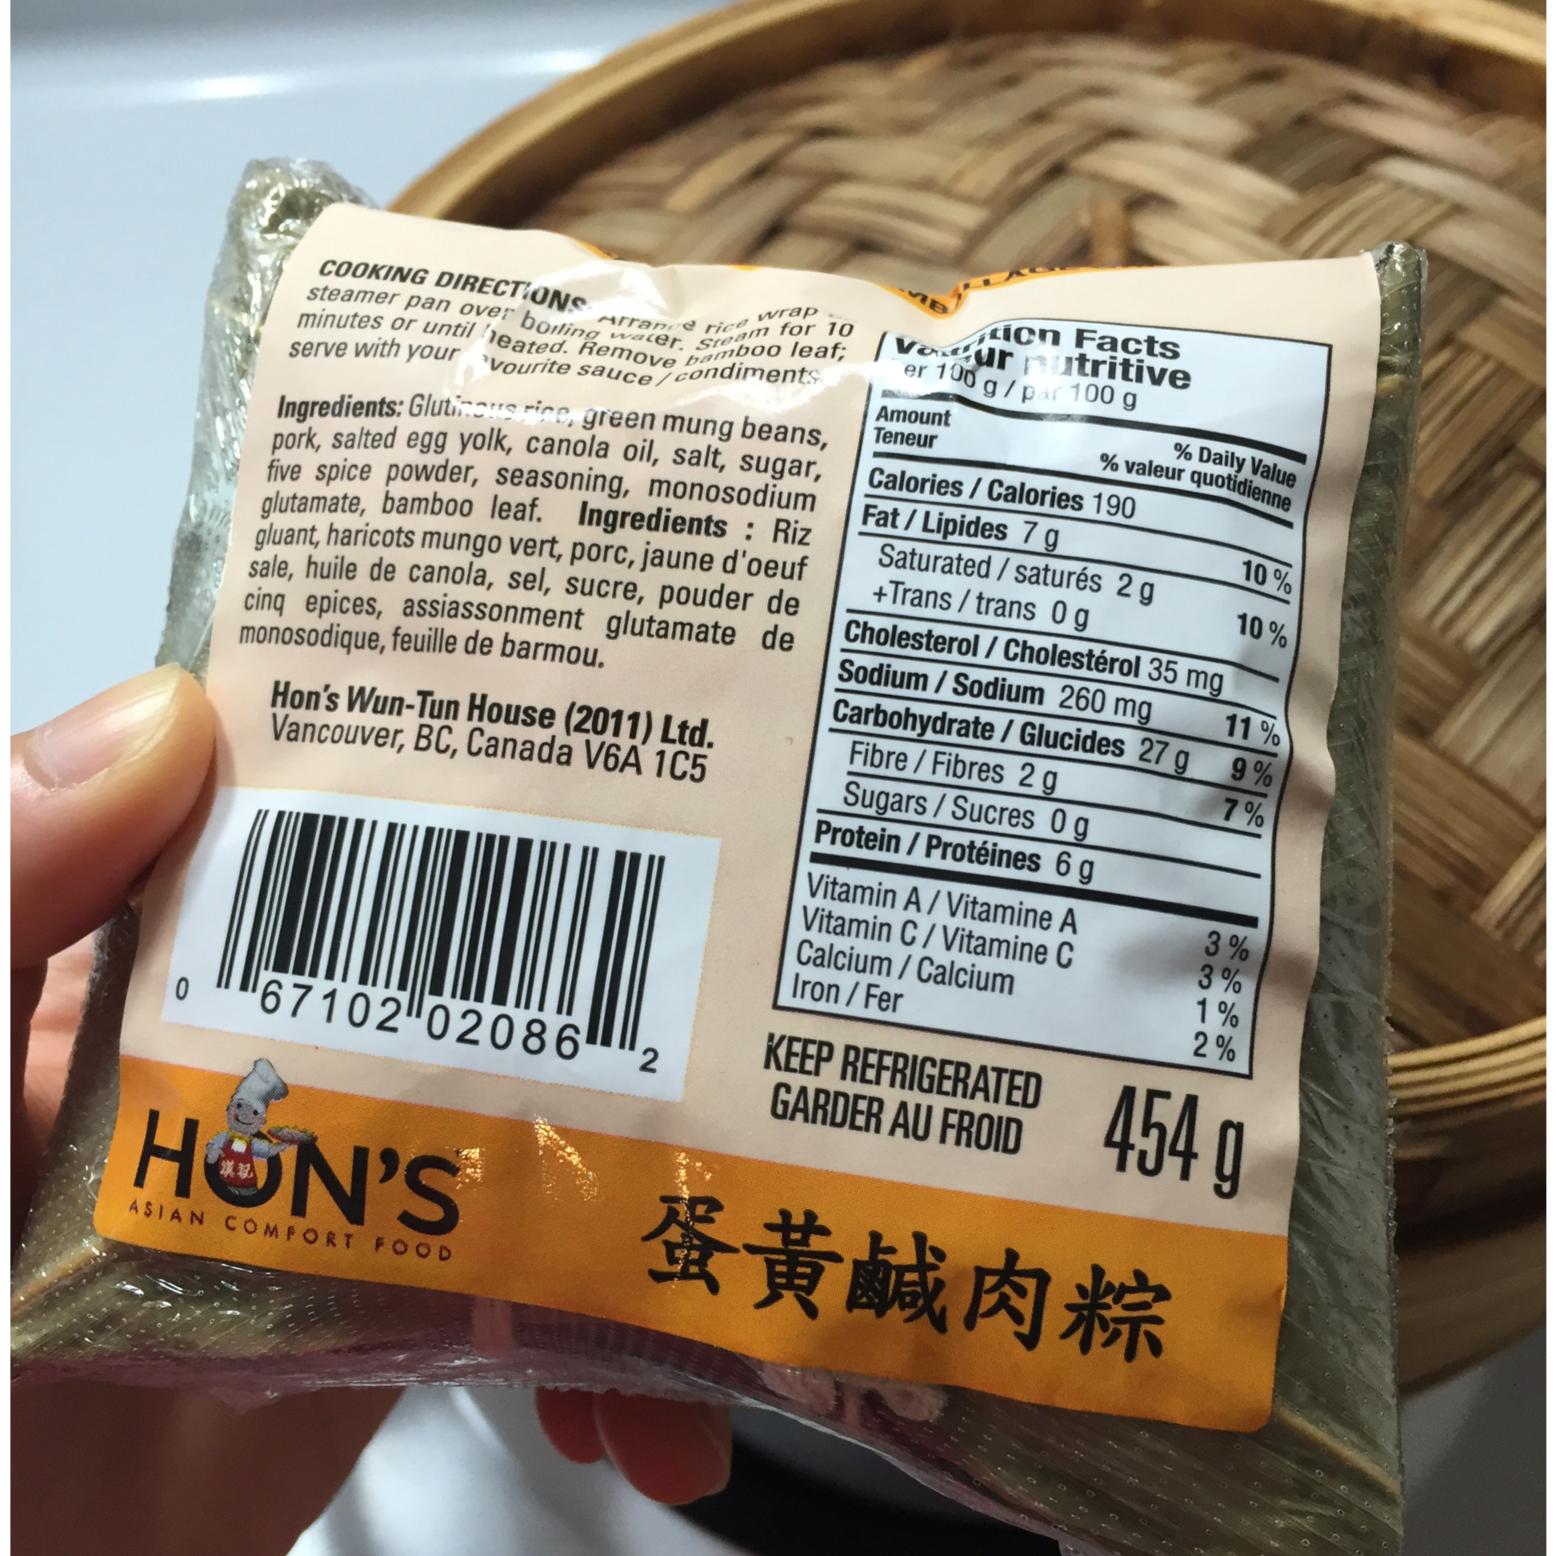 COOKING DIRECTIONS: Arrange rice wrap
steamer pan over boiling water. Steam for 10
minutes or until heated. Remove bamboo leaf;
serve with your favourite sauce / condiments
Ingredients: Glutinous rice, green mung beans,
pork, salted egg yolk, canola oil, salt, sugar,
five spice powder, seasoning, monosodium
glutamate, bamboo leaf. Ingredients : Riz
gluant, haricots mungo vert, porc, jaune d'oeuf
sale, huile de canola, sel, sucre, pouder de
cinq epices, assiassonment glutamate de
monosodique, feuille de barmou.
Hon's Wun-Tun House (2011) Ltd.
Vancouver, BC, Canada V6A 1C5
0 67102 02086 2
Nutrition Facts
Valeur nutritive
Per 100 g / par 100 g
Amount
Teneur
% Daily Value
% valeur quotidienne
Calories / Calories 190
Fat / Lipides 7 g 10 %
Saturated / saturés 2 g
+Trans / trans 0 g 10 %
Cholesterol / Cholestérol 35 mg
Sodium / Sodium 260 mg 11 %
Carbohydrate / Glucides 27 g 9 %
Fibre / Fibres 2 g 7 %
Sugars / Sucres 0 g
Protein / Protéines 6 g
Vitamin A / Vitamine A 3 %
Vitamin C / Vitamine C 3 %
Calcium / Calcium 1 %
Iron / Fer 2 %
KEEP REFRIGERATED
GARDER AU FROID
454 g
HON'S
ASIAN COMFORT FOOD
蛋黃鹹肉粽